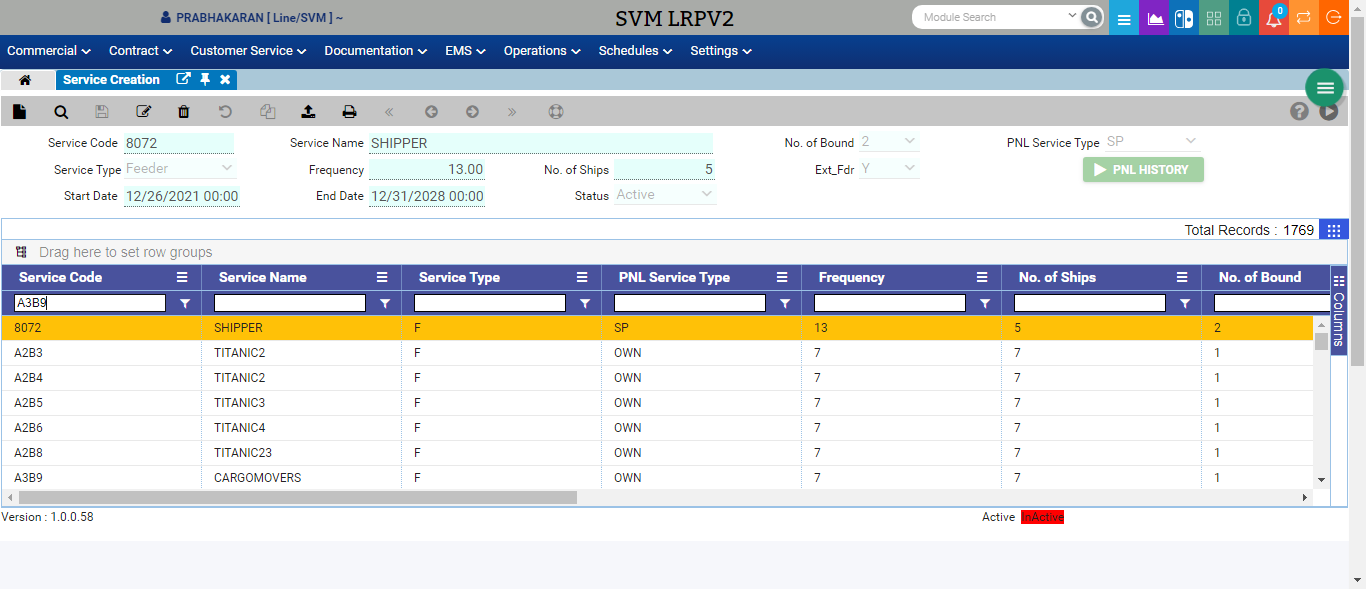 PRABHAKARAN [ Line/SVM ] ~ SVM LRPV2 Module Search 0
Commercial Contract Customer Service Documentation EMS Operations Schedules Settings
Service Creation
Service Code 8072 Service Name SHIPPER No. of Bound 2 PNL Service Type SP
Service Type Feeder Frequency 13.00 No. of Ships 5 Ext_Fdr Y PNL HISTORY
Start Date 12/26/2021 00:00 End Date 12/31/2028 00:00 Status Active
Total Records : 1769
Drag here to set row groups
Service Code Service Name Service Type PNL Service Type Frequency No. of Ships No. of Bound
A3B9
Columns
8072 SHIPPER F SP 13 5 2
A2B3 TITANIC2 F OWN 7 7 1
A2B4 TITANIC2 F OWN 7 7 1
A2B5 TITANIC3 F OWN 7 7 1
A2B6 TITANIC4 F OWN 7 7 1
A2B8 TITANIC23 F OWN 7 7 1
A3B9 CARGOMOVERS F OWN 7 7 1
Version : 1.0.0.58 Active InActive